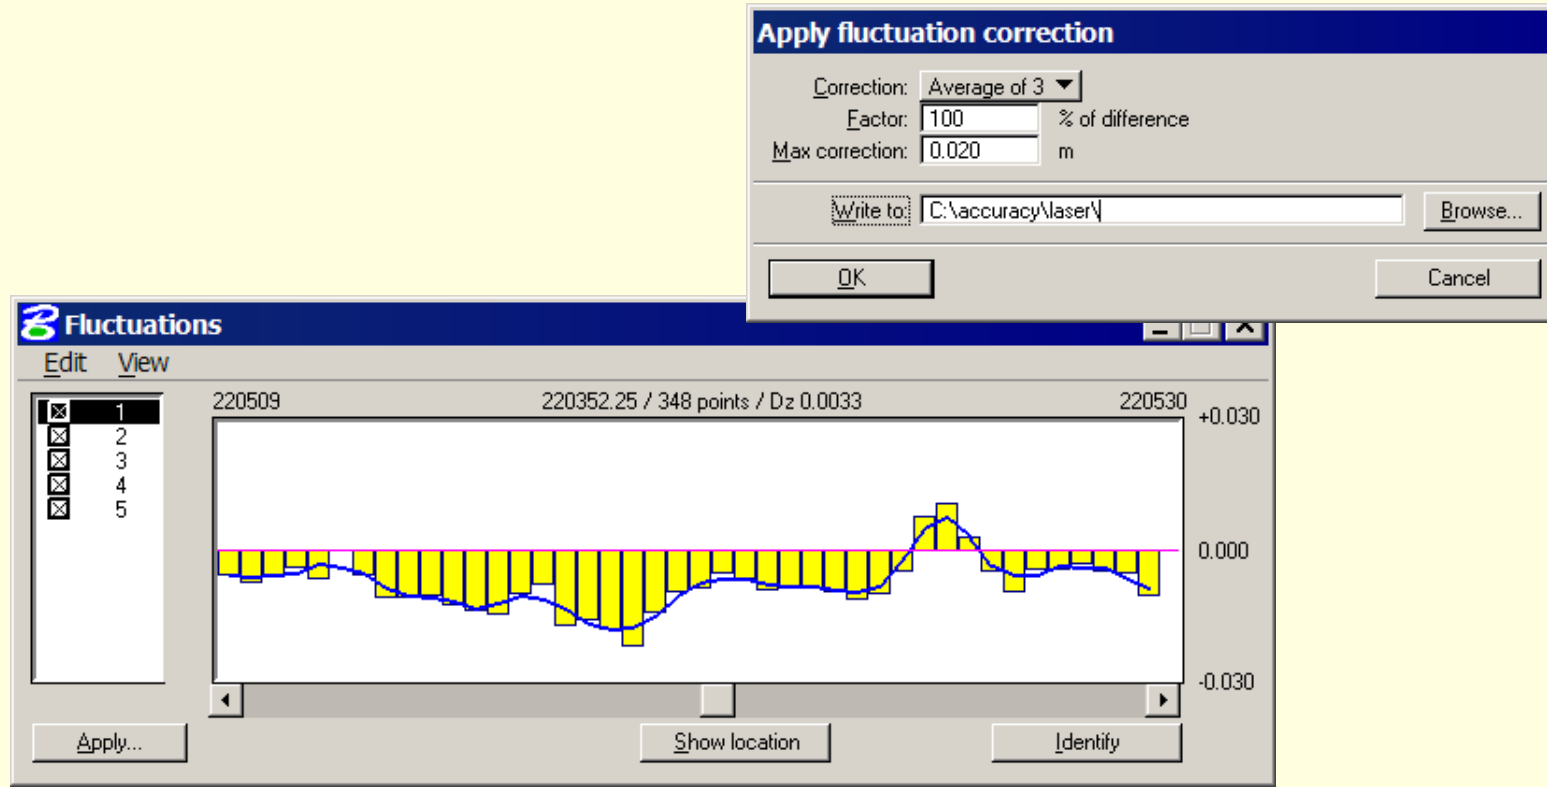 Apply fluctuation correction
Correction: Average of 3
Factor: 100 % of difference
Max correction: 0.020 m
Write to: C:\accuracy\laser\
Browse...
OK Cancel
Fluctuations
Edit View
1
2
3
4
5
220509 220352.25 / 348 points / Dz 0.0033 220530
+0.030
0.000
-0.030
Apply... Show location Identify